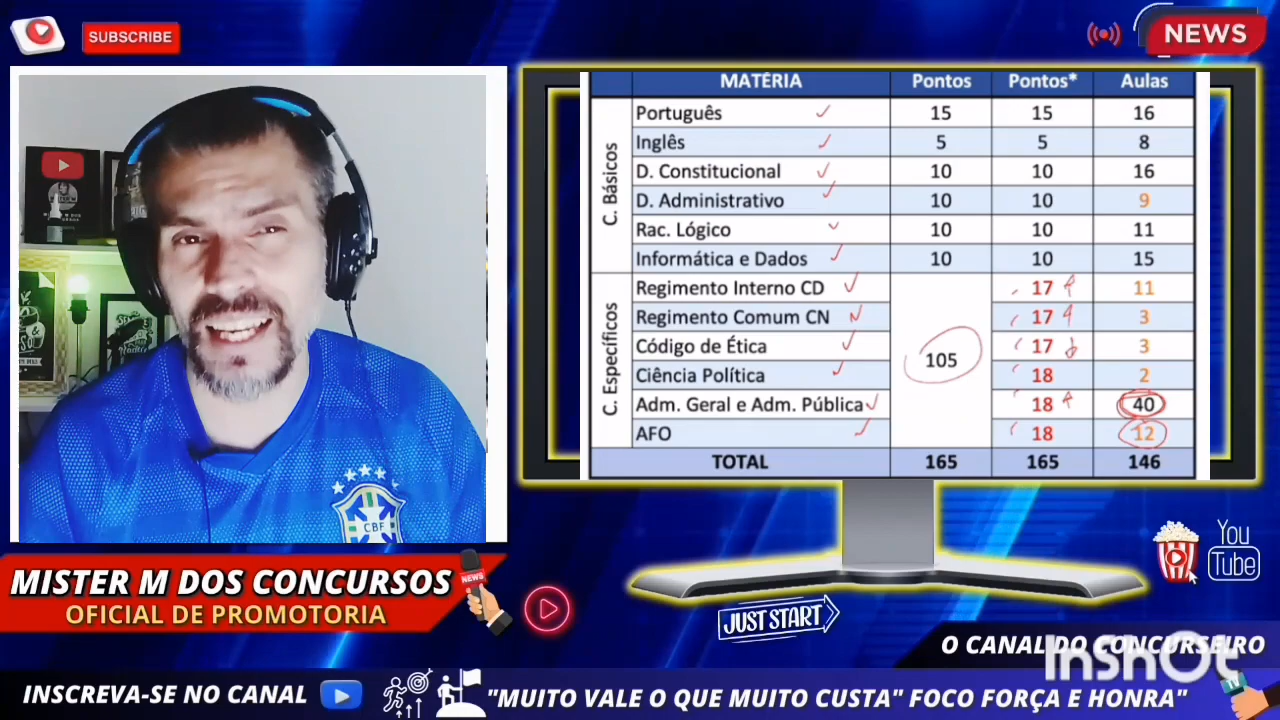 SUBSCRIBE
NEWS
MATÉRIA Pontos Pontos* Aulas
C. Básicos
Português 15 15 16
Inglês 5 5 8
D. Constitucional 10 10 16
D. Administrativo 10 10 9
Rac. Lógico 10 10 11
Informática e Dados 10 10 15
C. Específicos
Regimento Interno CD 17 11
Regimento Comum CN 17 3
Código de Ética 17 3
105
Ciência Política 18 2
Adm. Geral e Adm. Pública 18 40
AFO 18 12
TOTAL 165 165 146
CBF
MISTER M DOS CONCURSOS
NEWS
OFICIAL DE PROMOTORIA
You
Tube
JUST START
O CANAL DO CONCURSEIRO
InShOt
INSCREVA-SE NO CANAL
"MUITO VALE O QUE MUITO CUSTA" FOCO FORÇA E HONRA"